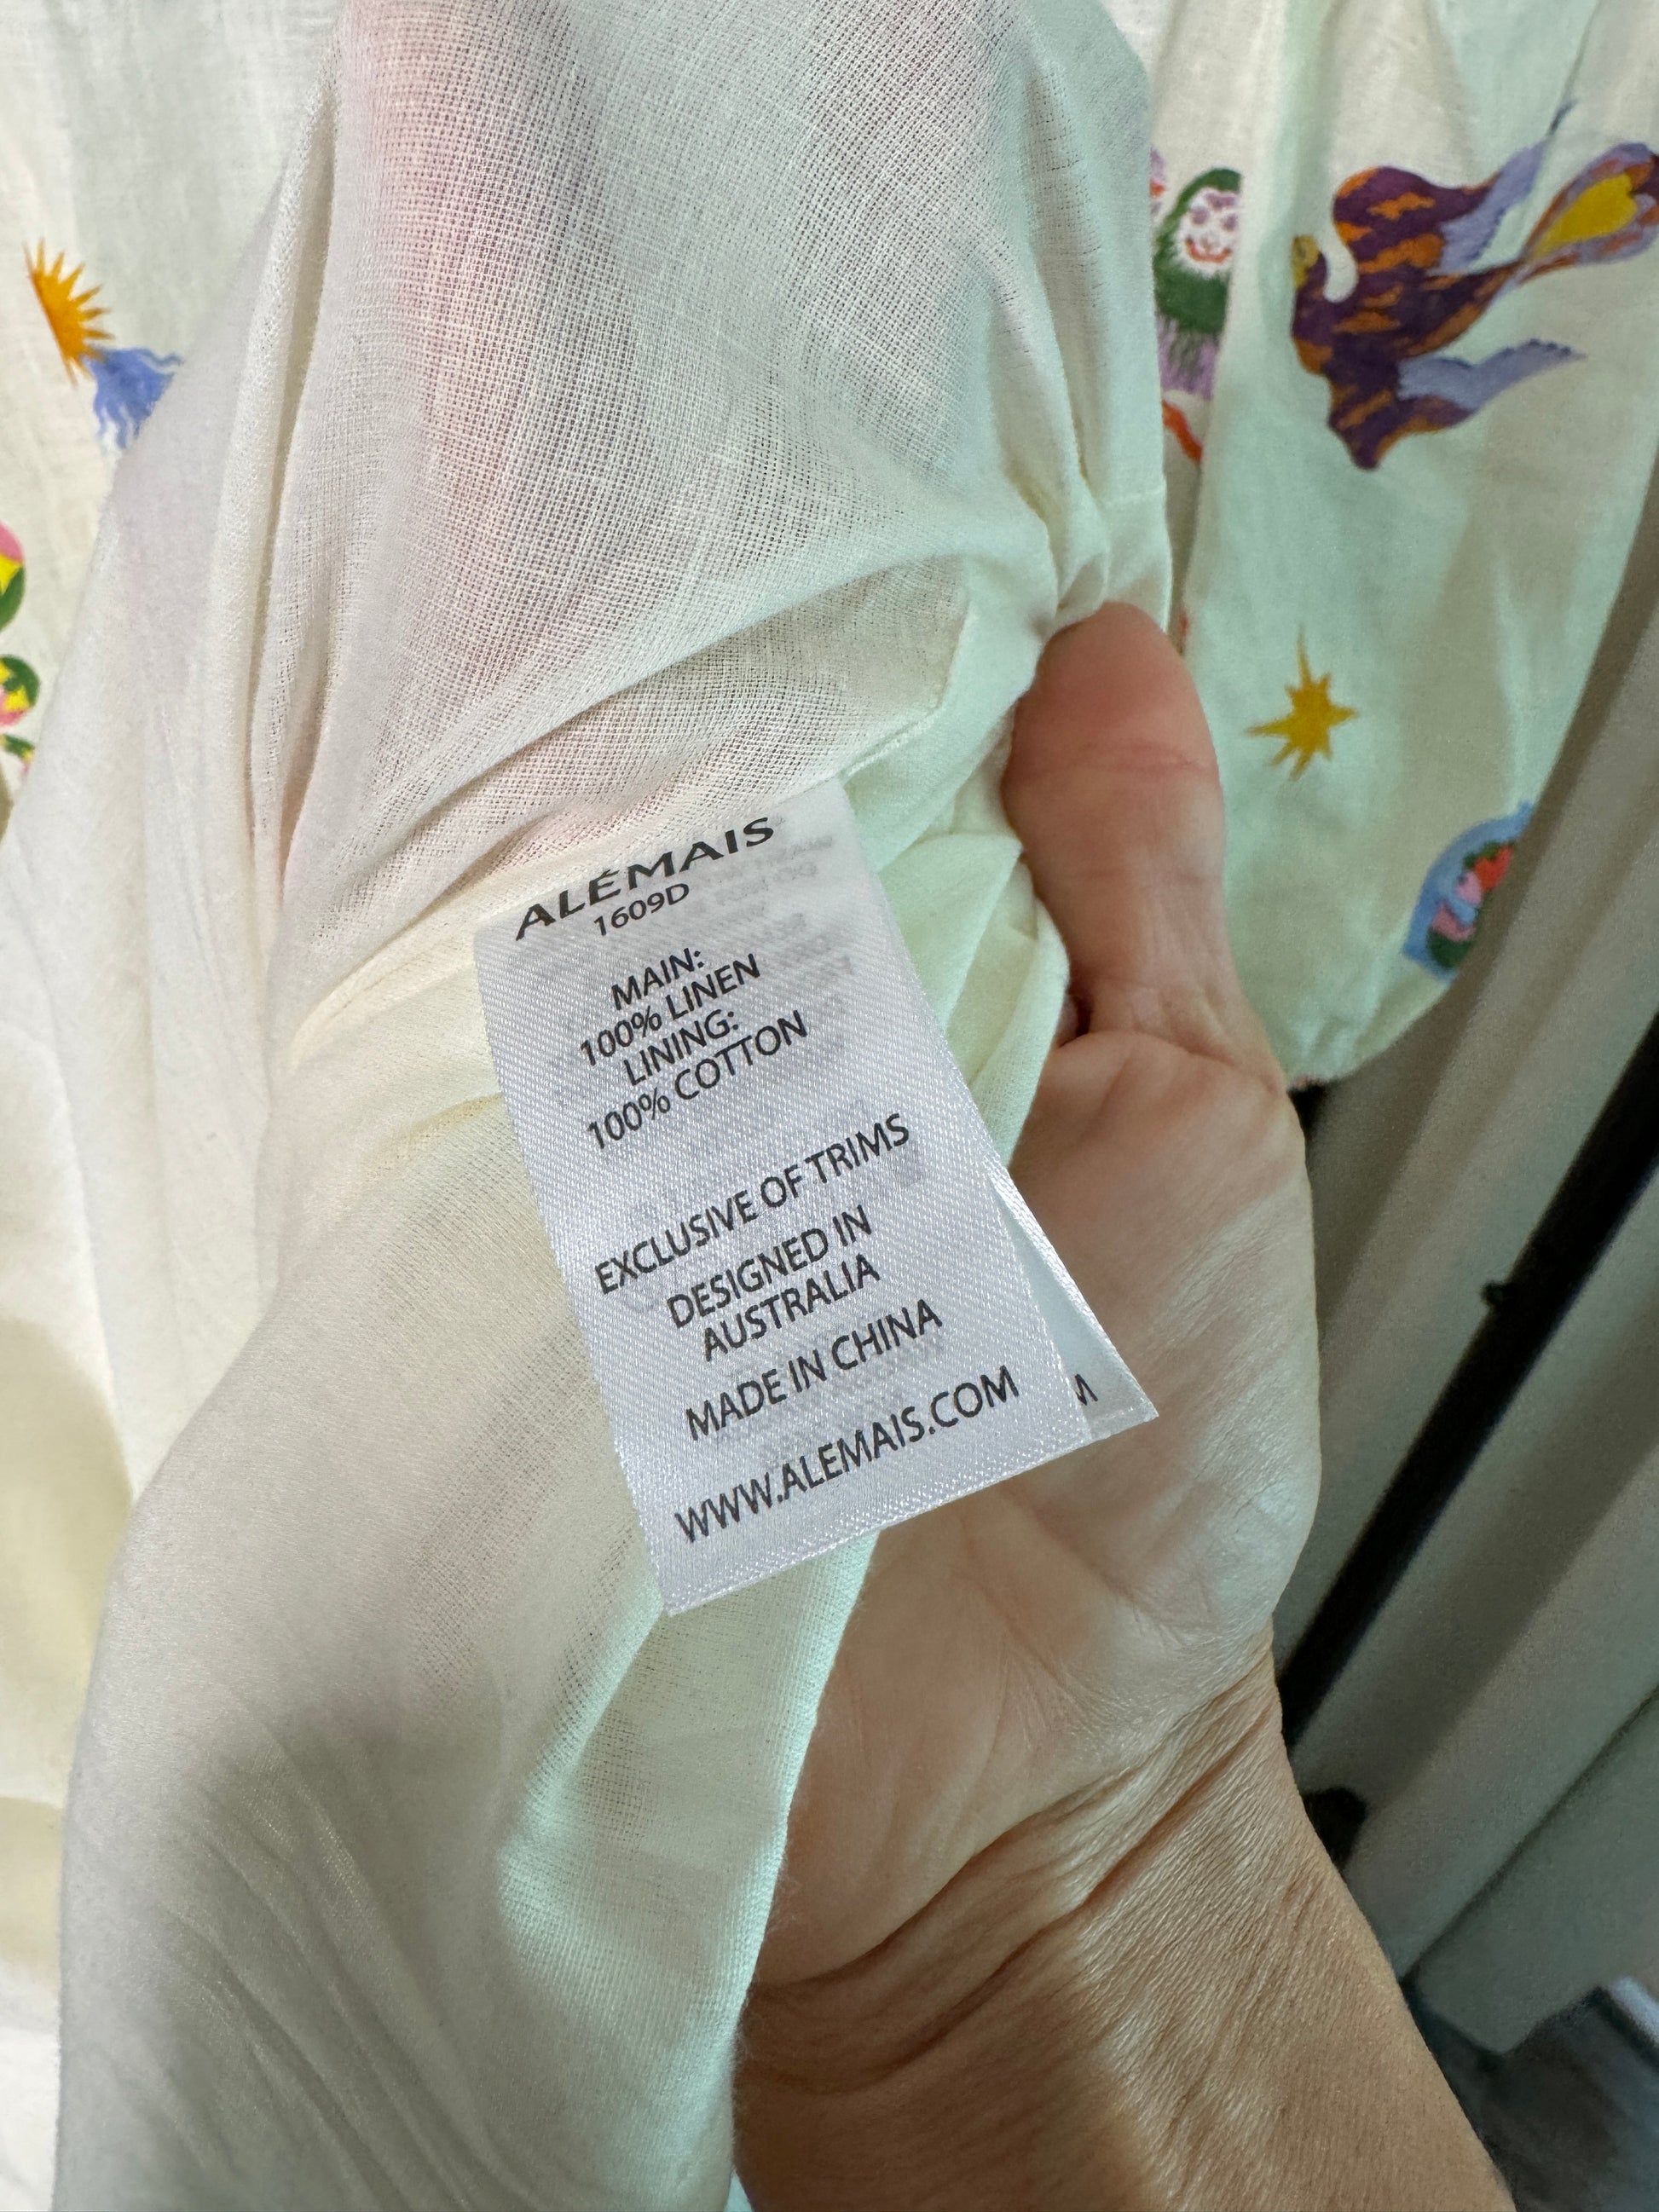 ALÉMAIS
1609D
MAIN:
100% LINEN
LINING:
100% COTTON
EXCLUSIVE OF TRIMS
DESIGNED IN
AUSTRALIA
MADE IN CHINA
WWW.ALEMAIS.COM
M